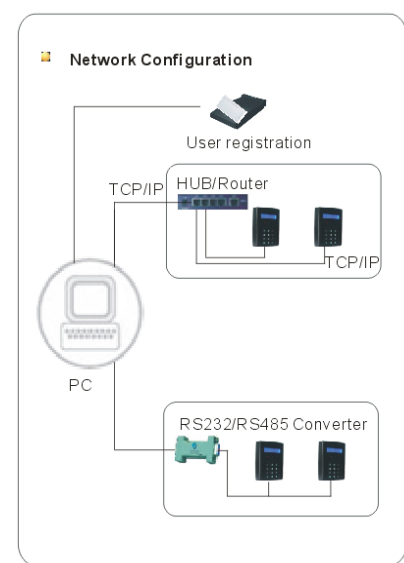 Network Configuration
User registration
TCP/IP
HUB/Router
TCP/IP
PC
RS232/RS485 Converter